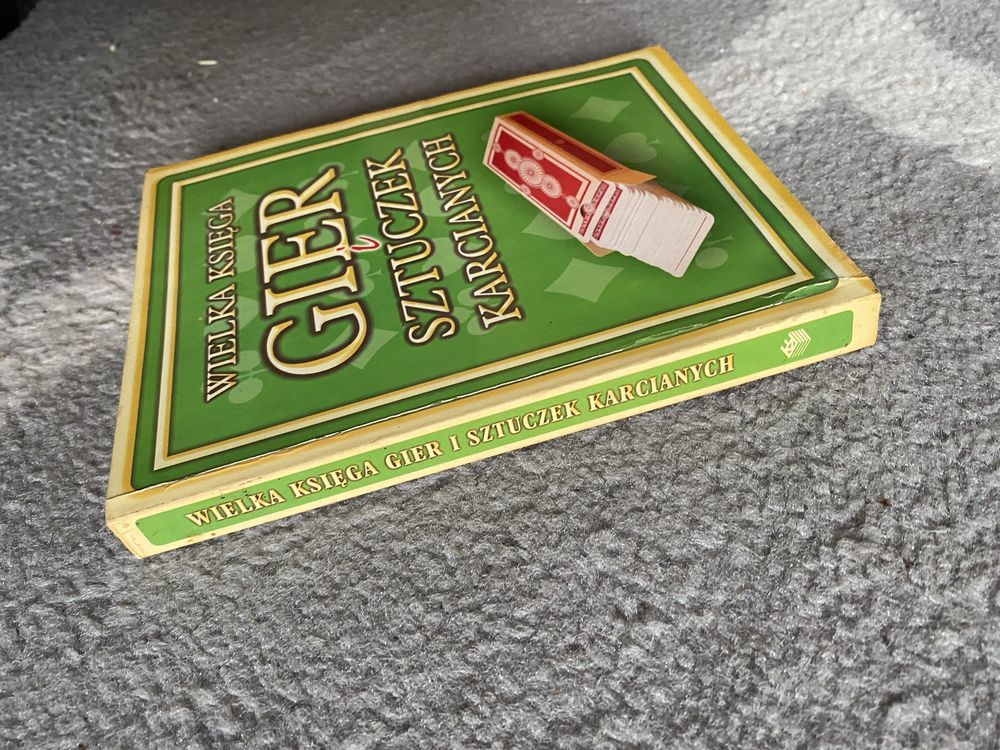 WIELKA KSIĘGA
GIER
i
SZTUCZEK
KARCIANYCH
WIELKA KSIĘGA GIER I SZTUCZEK KARCIANYCH